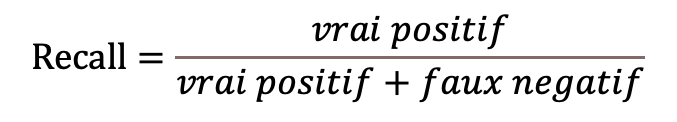 vrai positif
Recall =
vrai positif + faux negatif